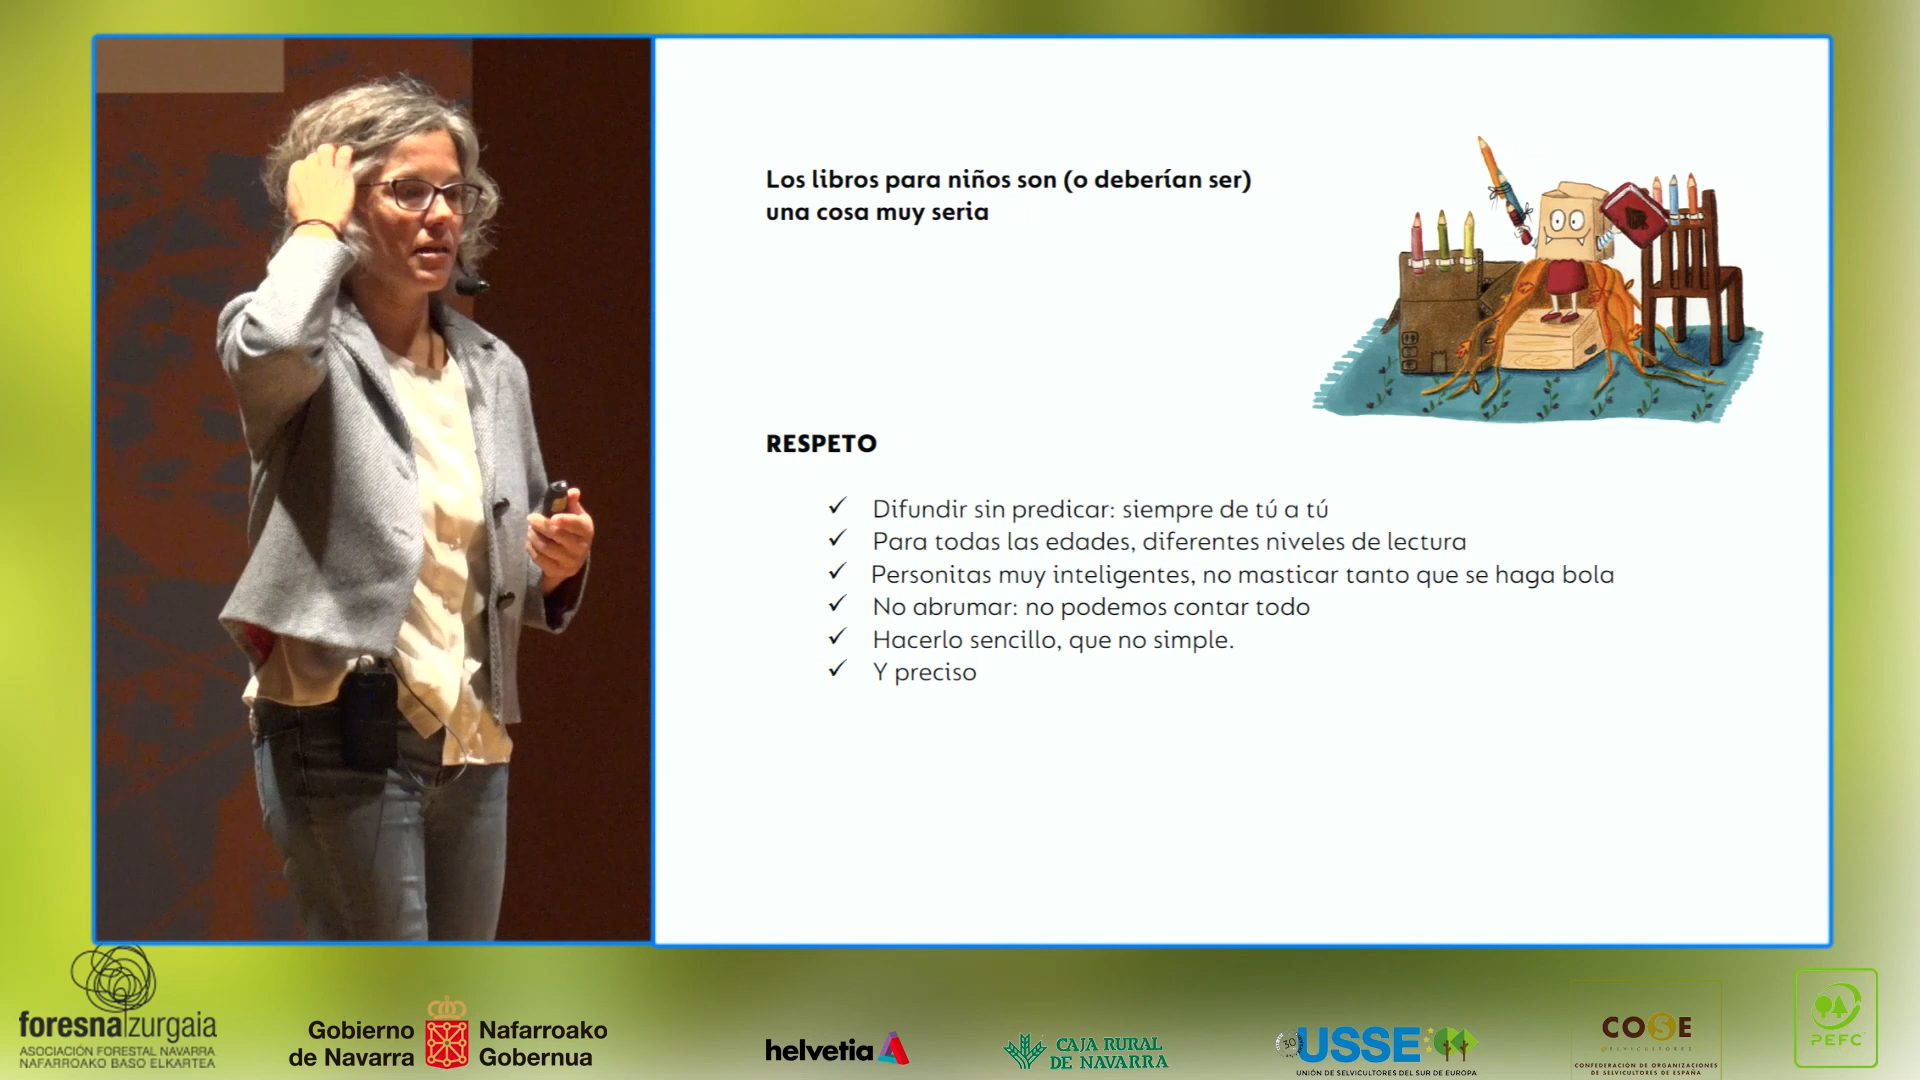 Los libros para niños son (o deberían ser)
una cosa muy seria
RESPETO
✓ Difundir sin predicar: siempre de tú a tú
✓ Para todas las edades, diferentes niveles de lectura
✓ Personitas muy inteligentes, no masticar tanto que se haga bola
✓ No abrumar: no podemos contar todo
✓ Hacerlo sencillo, que no simple.
✓ Y preciso
foresna|zurgaia
ASOCIACIÓN FORESTAL NAVARRA
NAFARROAKO BASO ELKARTEA
Gobierno
de Navarra
Nafarroako
Gobernua
helvetia
CAJA RURAL
DE NAVARRA
30
USSE
UNIÓN DE SELVICULTORES DEL SUR DE EUROPA
COSE
CONFEDERACIÓN DE ORGANIZACIONES
DE SELVICULTORES DE ESPAÑA
PEFC